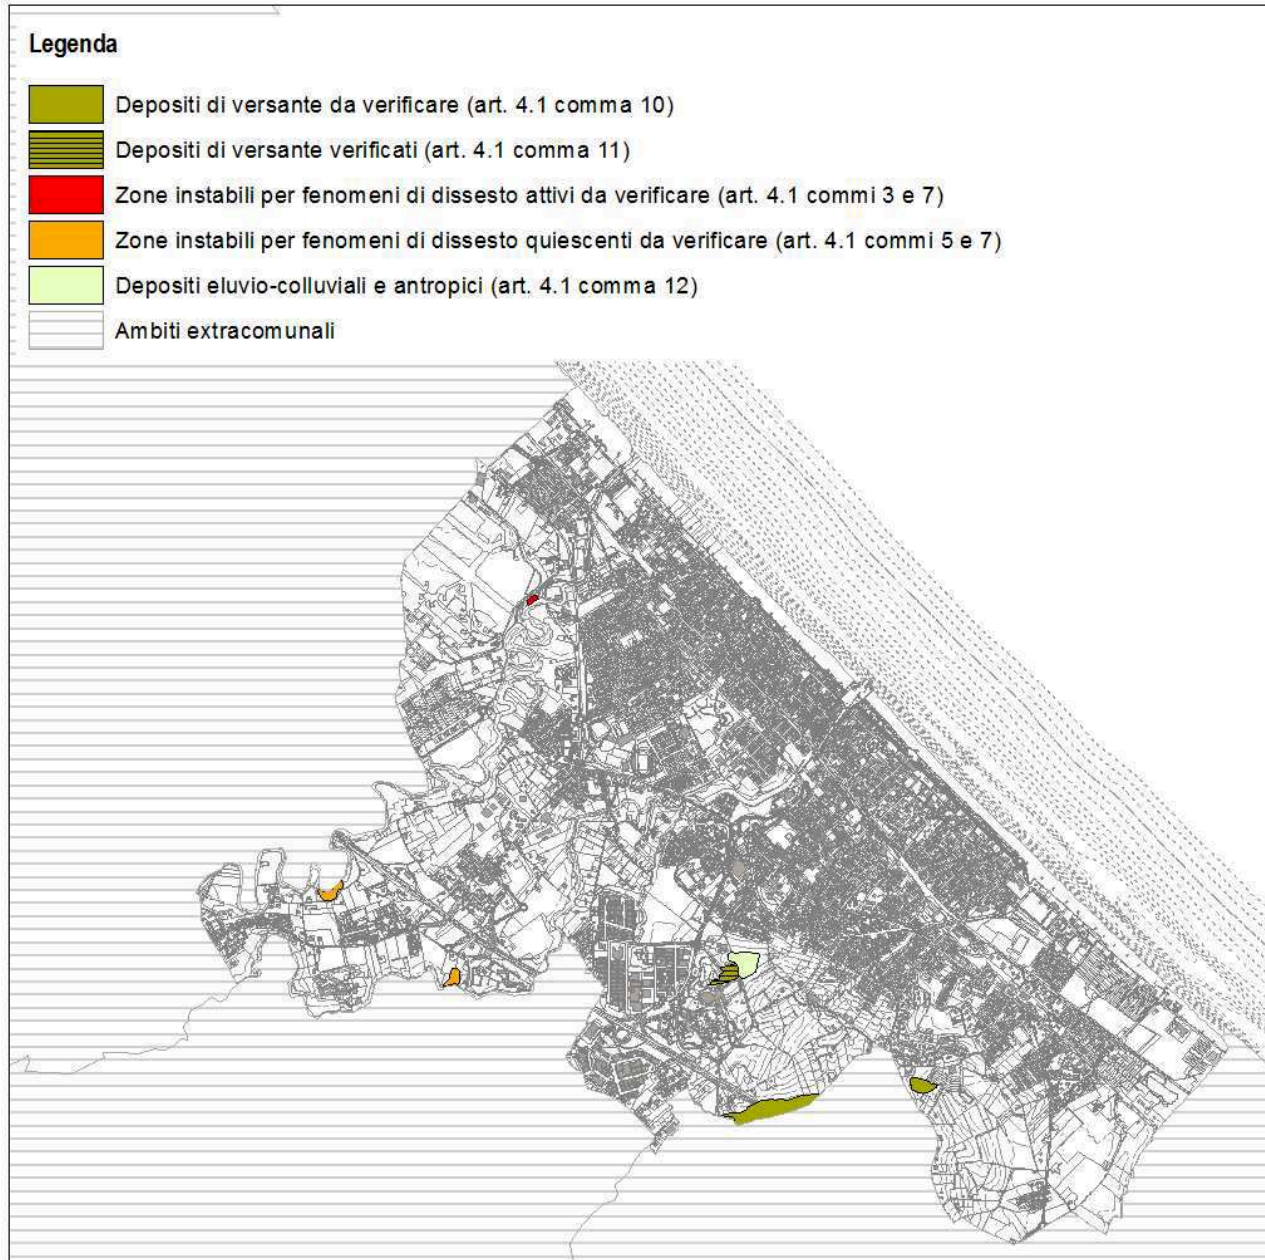 Legenda
Depositi di versante da verificare (art. 4.1 comma 10)
Depositi di versante verificati (art. 4.1 comma 11)
Zone instabili per fenomeni di dissesto attivi da verificare (art. 4.1 commi 3 e 7)
Zone instabili per fenomeni di dissesto quiescenti da verificare (art. 4.1 commi 5 e 7)
Depositi eluvio-colluviali e antropici (art. 4.1 comma 12)
Ambiti extracomunali